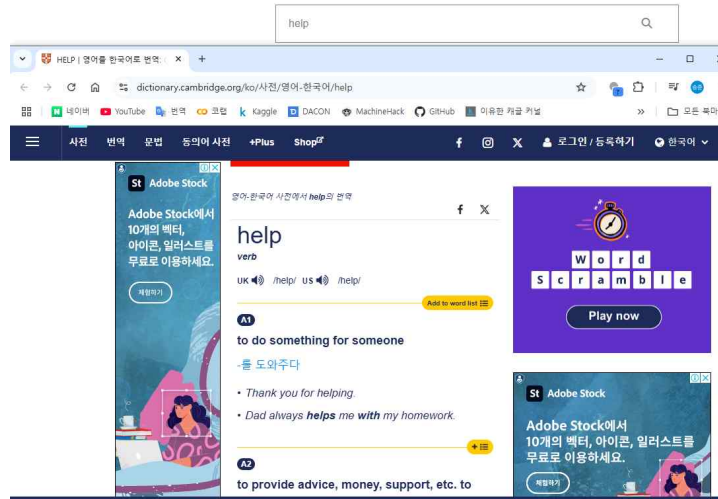 help
HELP | 영어를 한국어로 번역:
dictionary.cambridge.org/ko/사전/영어-한국어/help
네이버 YouTube 번역 코랩 Kaggle DACON MachineHack GitHub 이유한 캐글 커널 » 모든 북마
사전 번역 문법 동의어 사전 +Plus Shop 로그인 / 등록하기 한국어
St Adobe Stock
Adobe Stock에서
10개의 벡터,
아이콘, 일러스트를
무료로 이용하세요.
체험하기
영어-한국어 사전에서 help의 번역
help
verb
UK /help/ US /help/
Add to word list
A1
to do something for someone
-를 도와주다
• Thank you for helping.
• Dad always helps me with my homework.
A2
to provide advice, money, support, etc. to
Word
Scramble
Play now
St Adobe Stock
Adobe Stock에서
10개의 벡터, 아이콘, 일러스트를
무료로 이용하세요.
체험하기